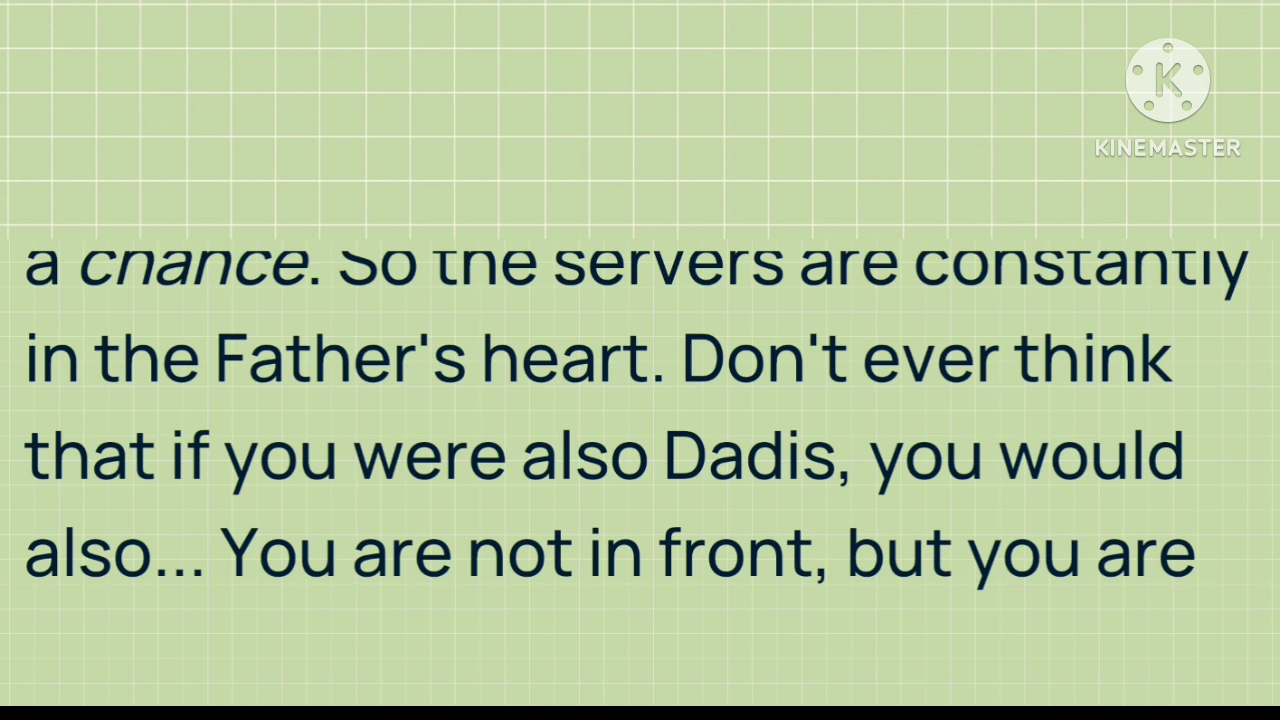 KINEMASTER
a chance. So the servers are constantly
in the Father's heart. Don't ever think
that if you were also Dadis, you would
also... You are not in front, but you are